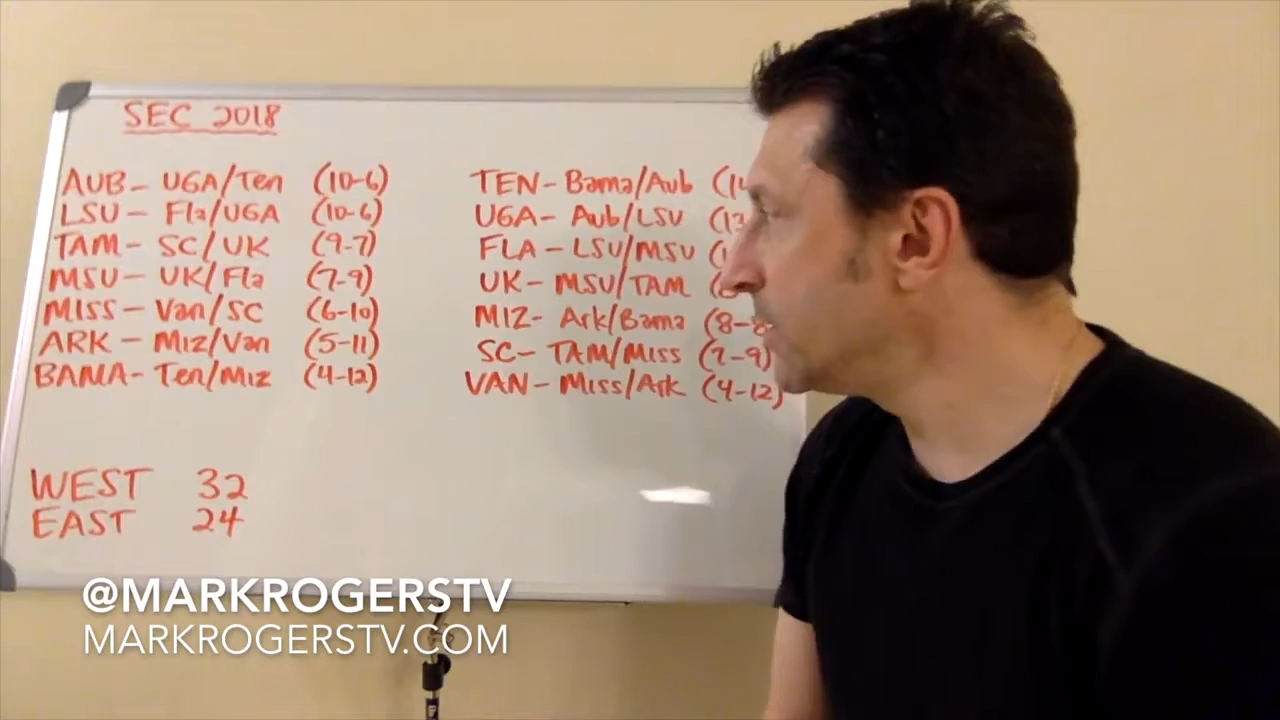 SEC 2018
AUB- UGA/Ten (10-6)
LSU - Fla/UGA (10-6)
TAM- SC/UK (9-7)
MSU- UK/Fla (7-9)
MISS- Van/SC (6-10)
ARK - Miz/Van (5-11)
BAMA- Ten/Miz (4-12)
TEN- Bama/Aub
UGA- Aub/LSU
FLA - LSU/MSU
UK- MSU/TAM
MIZ- Ark/Bama (8-8
SC- TAM/Miss (7-9)
VAN- Miss/Ark (4-12)
WEST 32
EAST 24
@MARKROGERSTV
MARKROGERSTV.COM